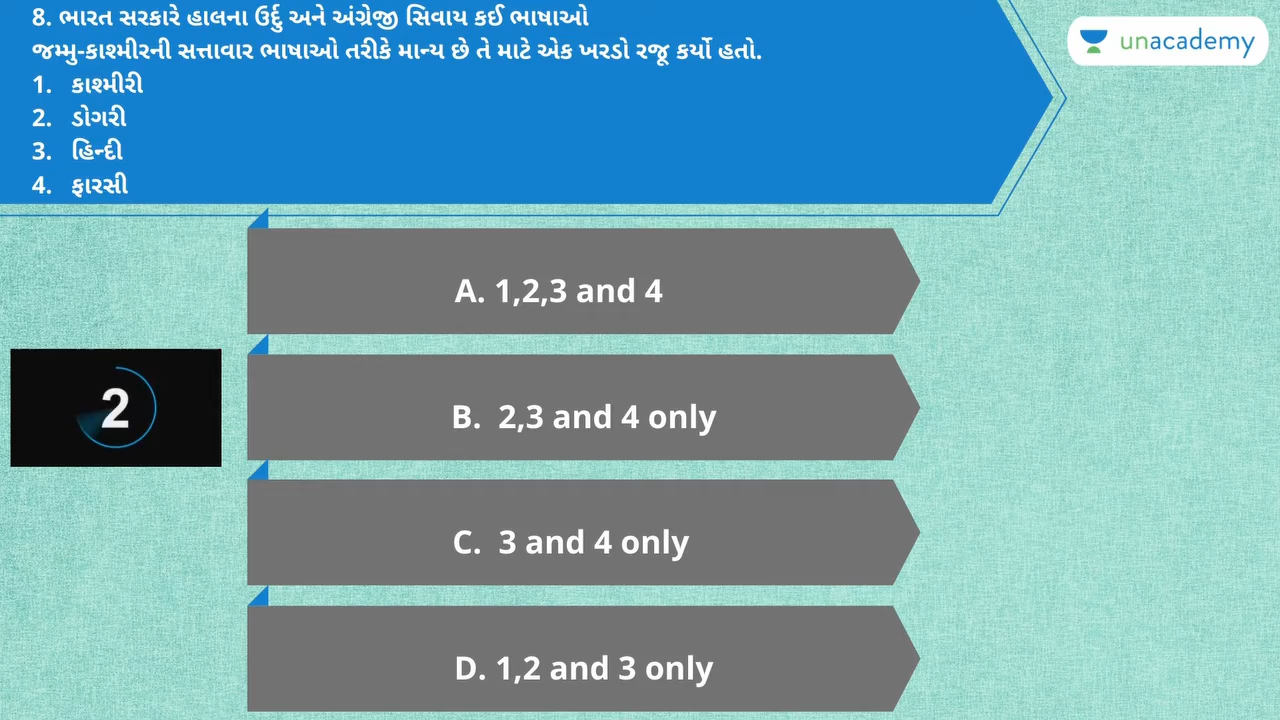 8. ભારત સરકારે હાલના ઉર્દુ અને અંગ્રેજી સિવાય કઈ ભાષાઓ
unacademy
જમ્મુ-કાશ્મીરની સત્તાવાર ભાષાઓ તરીકે માન્ય છે તે માટે એક ખરડો રજૂ કર્યો હતો.
1. કાશ્મીરી
2. ડોગરી
3. હિન્દી
4. ફારસી
A. 1,2,3 and 4
2
B. 2,3 and 4 only
C. 3 and 4 only
D. 1,2 and 3 only